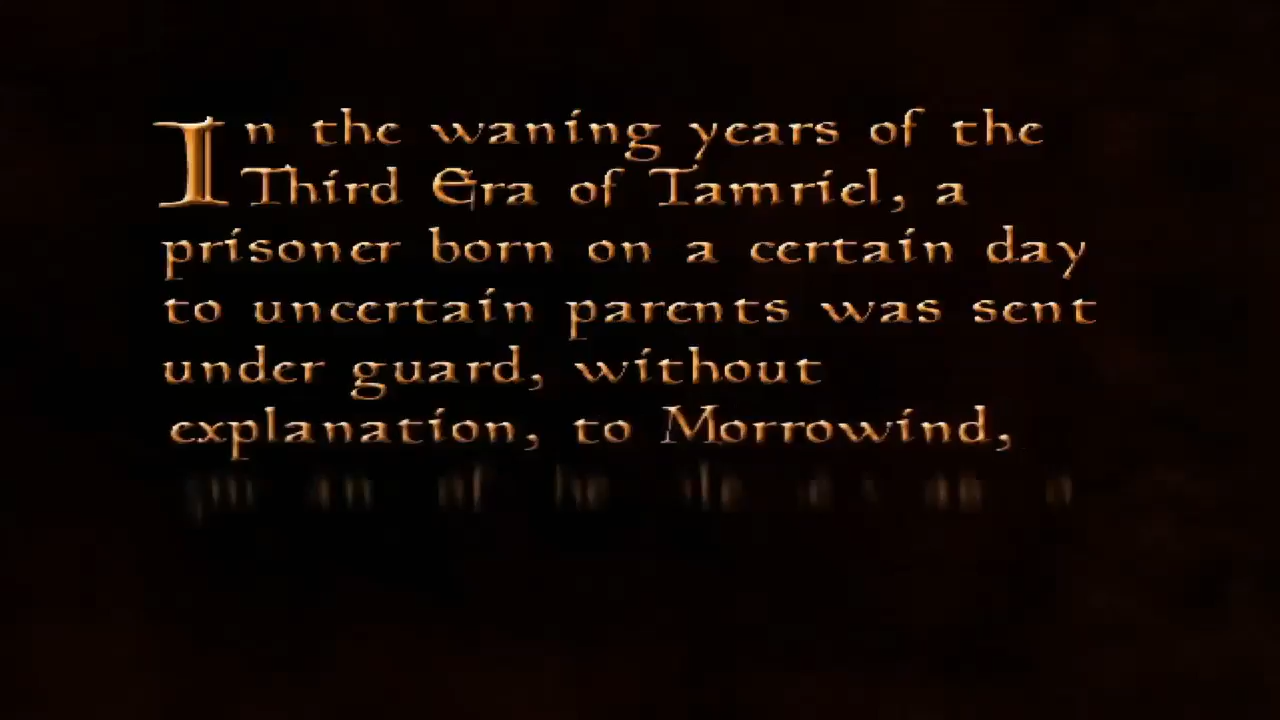 In the waning years of the
Third Era of Tamriel, a
prisoner born on a certain day
to uncertain parents was sent
under guard, without
explanation, to Morrowind,